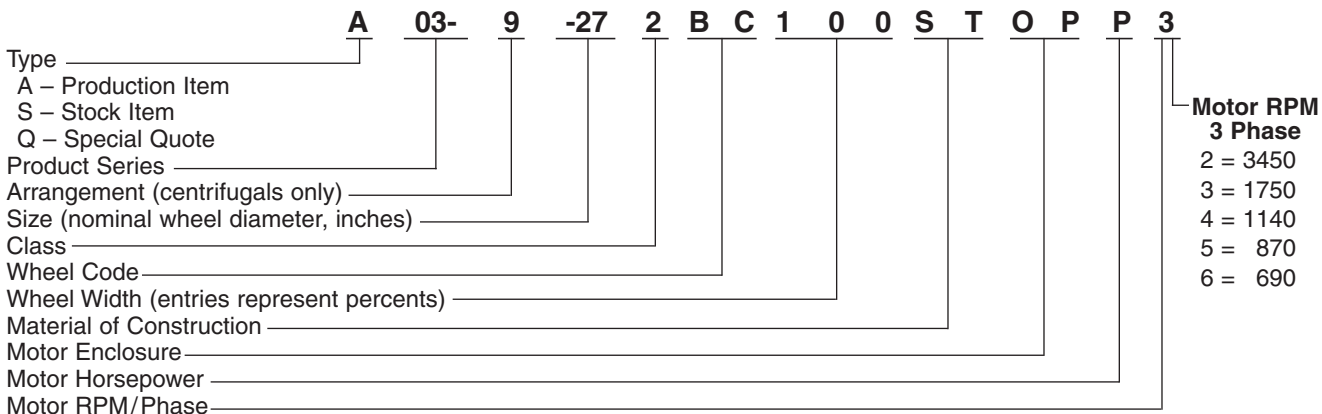 A 03- 9 -27 2 B C 1 0 0 S T O P P 3
Type
A – Production Item
S – Stock Item
Q – Special Quote
Product Series
Arrangement (centrifugals only)
Size (nominal wheel diameter, inches)
Class
Wheel Code
Wheel Width (entries represent percents)
Material of Construction
Motor Enclosure
Motor Horsepower
Motor RPM/Phase
Motor RPM
3 Phase
2 = 3450
3 = 1750
4 = 1140
5 = 870
6 = 690